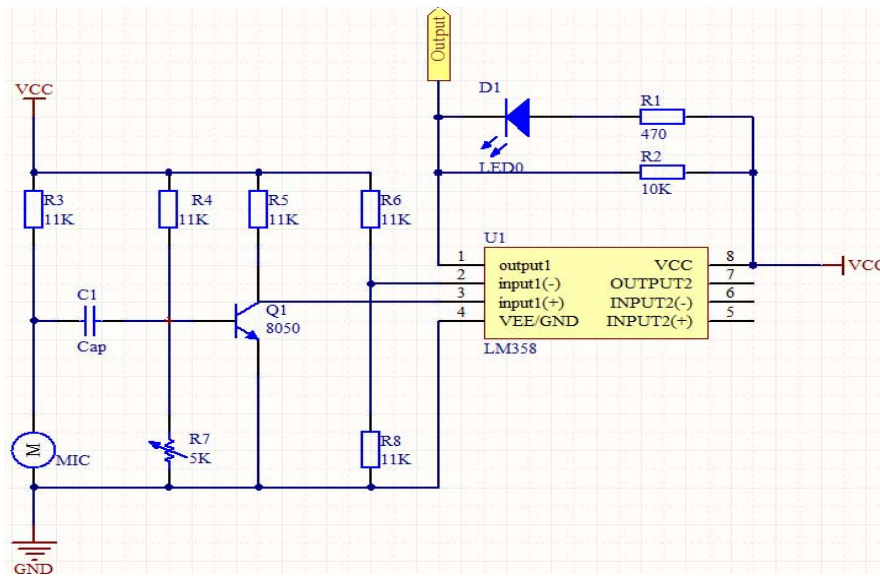 Output
VCC
D1
LED0
R1
470
R2
10K
R3
11K
R4
11K
R5
11K
R6
11K
U1
1 output1 VCC 8
2 input1(-) OUTPUT2 7
3 input1(+) INPUT2(-) 6
4 VEE/GND INPUT2(+) 5
LM358
VCC
C1
Cap
Q1
8050
M
MIC
R7
5K
R8
11K
GND